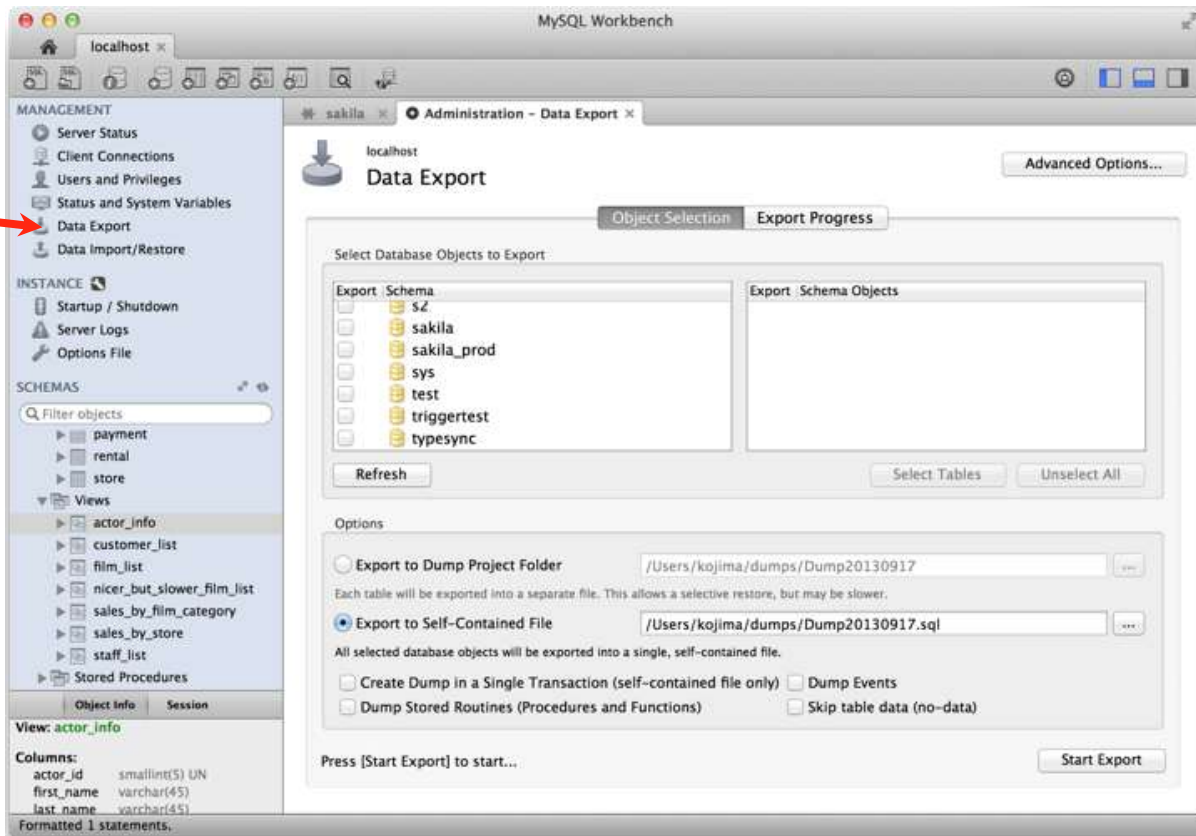 MySQL Workbench
localhost
MANAGEMENT
Server Status
Client Connections
Users and Privileges
Status and System Variables
Data Export
Data Import/Restore
INSTANCE
Startup / Shutdown
Server Logs
Options File
SCHEMAS
Filter objects
payment
rental
store
Views
actor_info
customer_list
film_list
nicer_but_slower_film_list
sales_by_film_category
sales_by_store
staff_list
Stored Procedures
Object Info Session
View: actor_info
Columns:
actor_id smallint(5) UN
first_name varchar(45)
last_name varchar(45)
Formatted 1 statements.
sakila Administration - Data Export
localhost
Data Export
Advanced Options...
Object Selection Export Progress
Select Database Objects to Export
Export Schema
s2
sakila
sakila_prod
sys
test
triggertest
typesync
Export Schema Objects
Refresh Select Tables Unselect All
Options
Export to Dump Project Folder /Users/kojima/dumps/Dump20130917 ...
Each table will be exported into a separate file. This allows a selective restore, but may be slower.
Export to Self-Contained File /Users/kojima/dumps/Dump20130917.sql ...
All selected database objects will be exported into a single, self-contained file.
Create Dump in a Single Transaction (self-contained file only) Dump Events
Dump Stored Routines (Procedures and Functions) Skip table data (no-data)
Press [Start Export] to start... Start Export